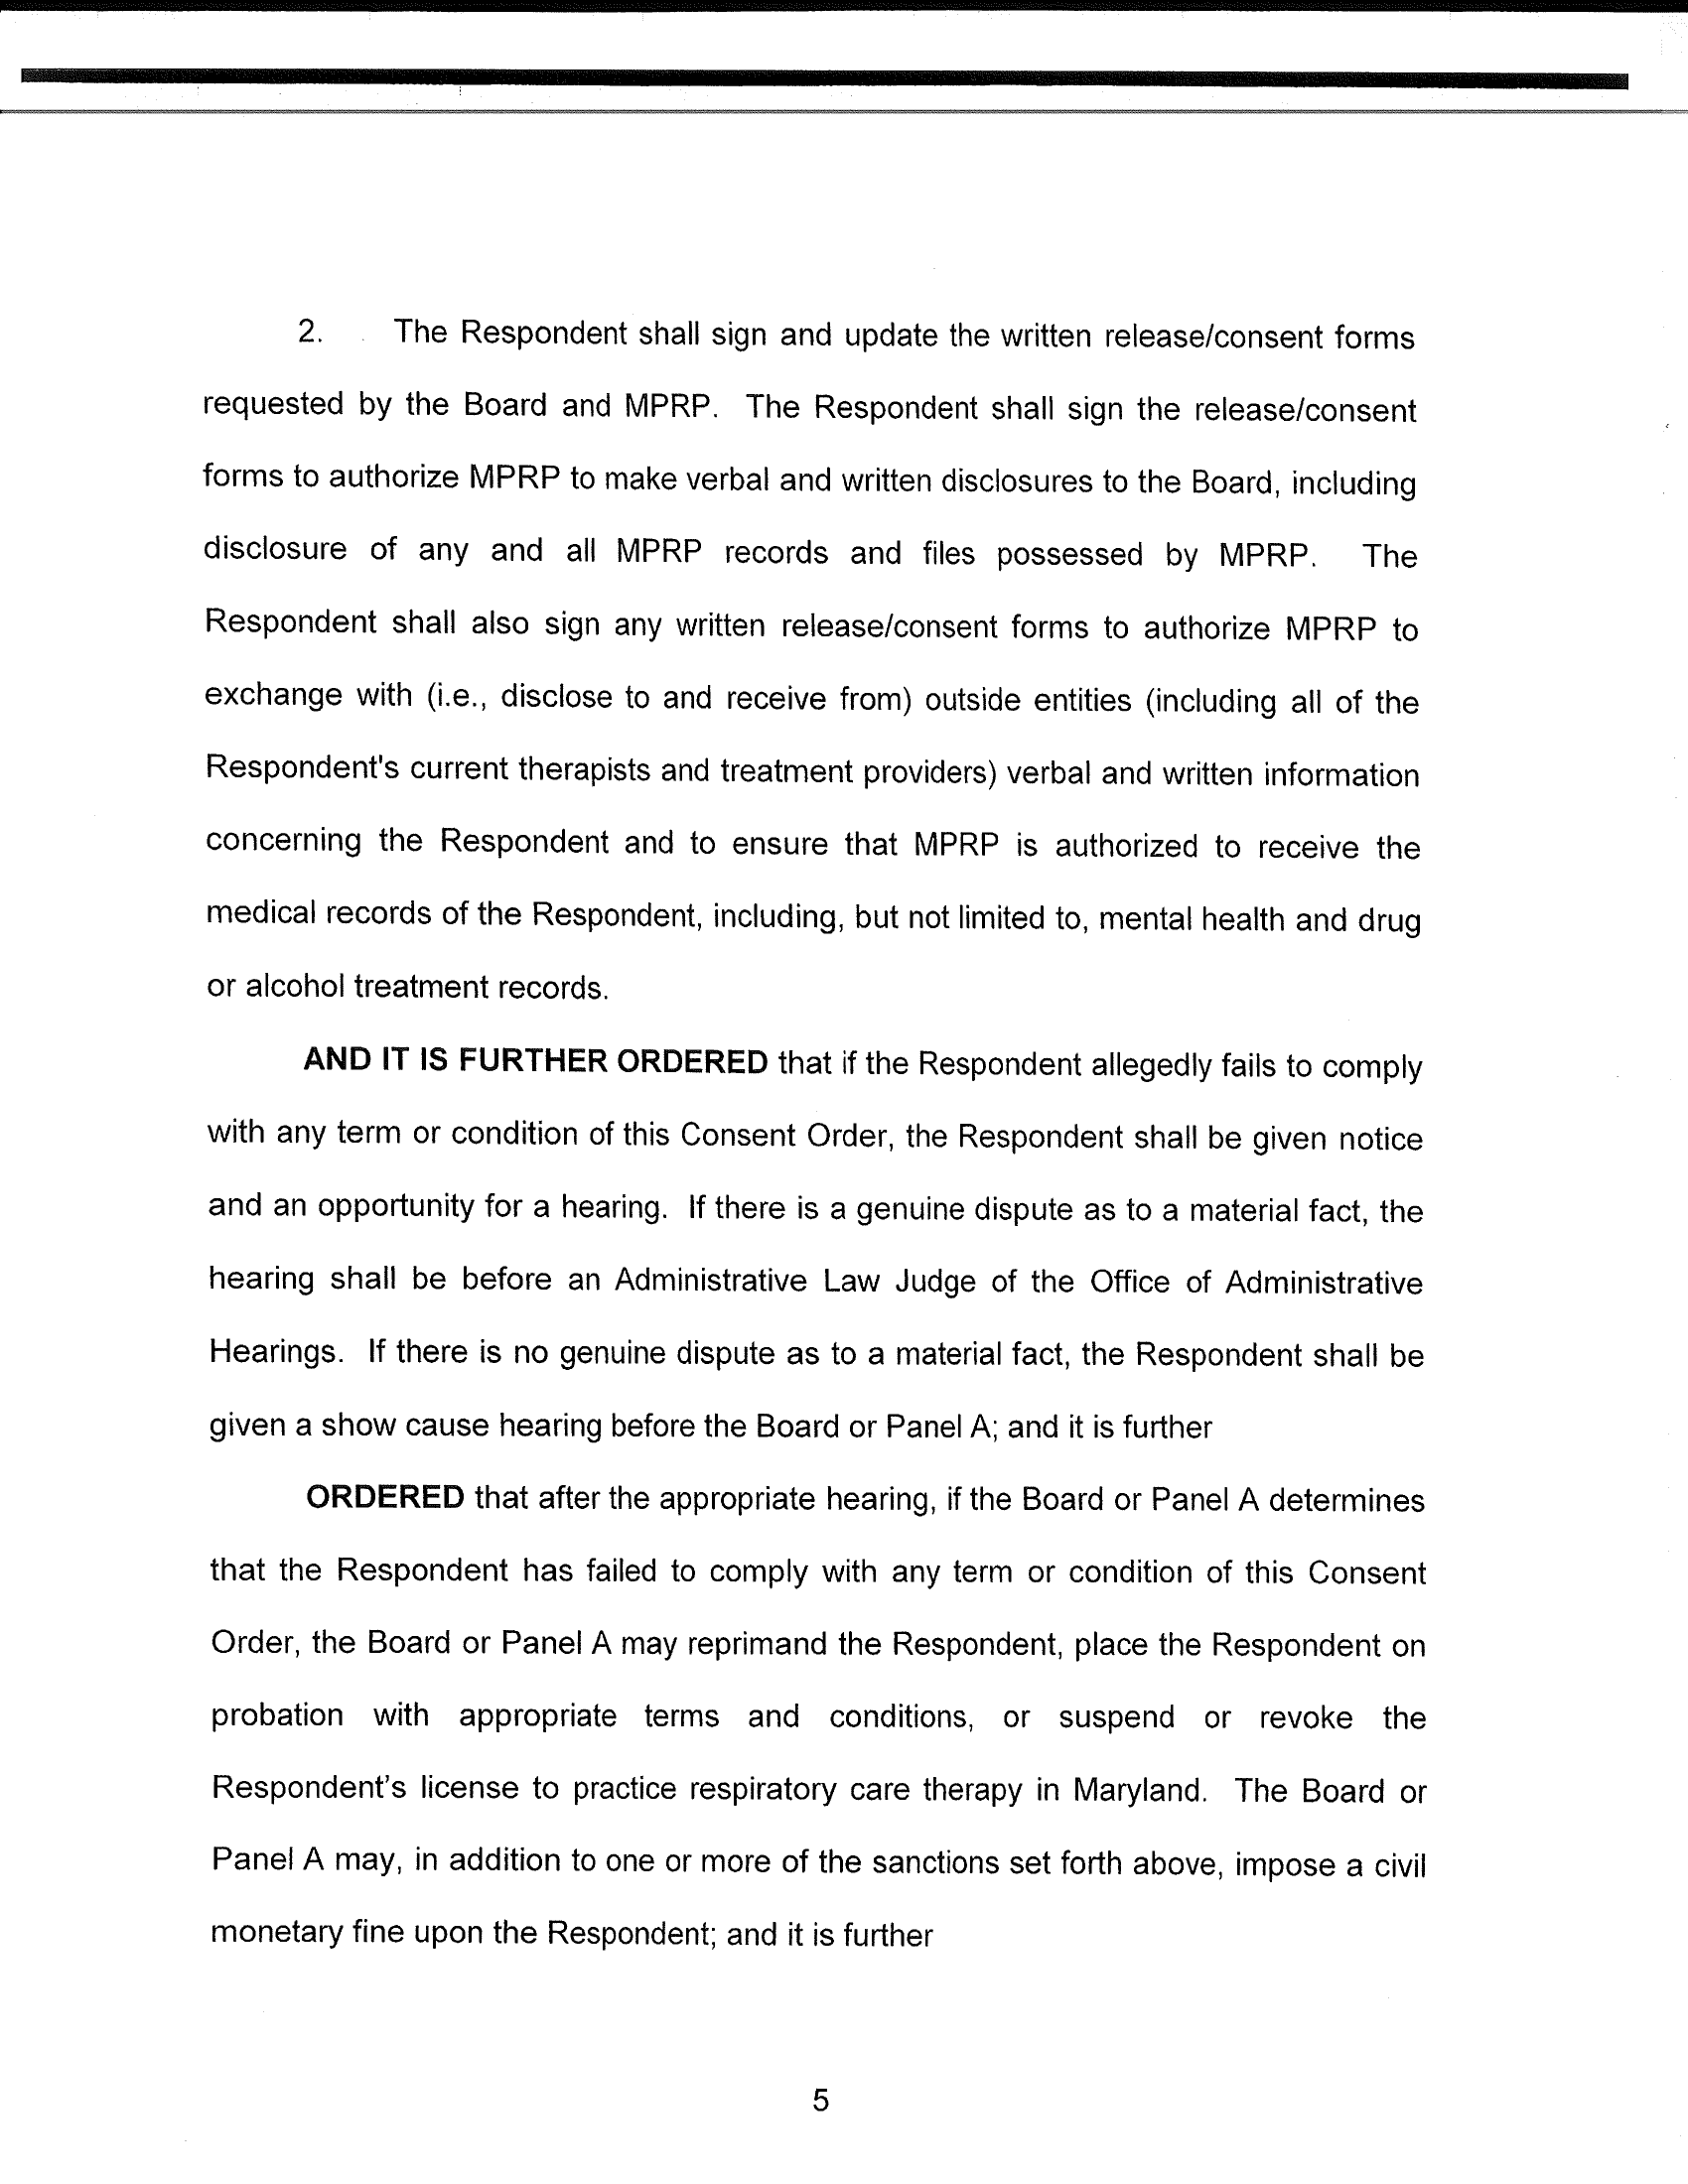 2. The Respondent shall sign and update the written release/consent forms
requested by the Board and MPRP. The Respondent shall sign the release/consent
forms to authorize MPRP to make verbal and written disclosures to the Board, including
disclosure of any and all MPRP records and files possessed by MPRP. The
Respondent shall also sign any written release/consent forms to authorize MPRP to
exchange with (i.e., disclose to and receive from) outside entities (including all of the
Respondent's current therapists and treatment providers) verbal and written information
concerning the Respondent and to ensure that MPRP is authorized to receive the
medical records of the Respondent, including, but not limited to, mental health and drug
or alcohol treatment records.
AND IT IS FURTHER ORDERED that if the Respondent allegedly fails to comply
with any term or condition of this Consent Order, the Respondent shall be given notice
and an opportunity for a hearing. If there is a genuine dispute as to a material fact, the
hearing shall be before an Administrative Law Judge of the Office of Administrative
Hearings. If there is no genuine dispute as to a material fact, the Respondent shall be
given a show cause hearing before the Board or Panel A; and it is further
ORDERED that after the appropriate hearing, if the Board or Panel A determines
that the Respondent has failed to comply with any term or condition of this Consent
Order, the Board or Panel A may reprimand the Respondent, place the Respondent on
probation with appropriate terms and conditions, or suspend or revoke the
Respondent’s license to practice respiratory care therapy in Maryland. The Board or
Panel A may, in addition to one or more of the sanctions set forth above, impose a civil
monetary fine upon the Respondent; and it is further
5